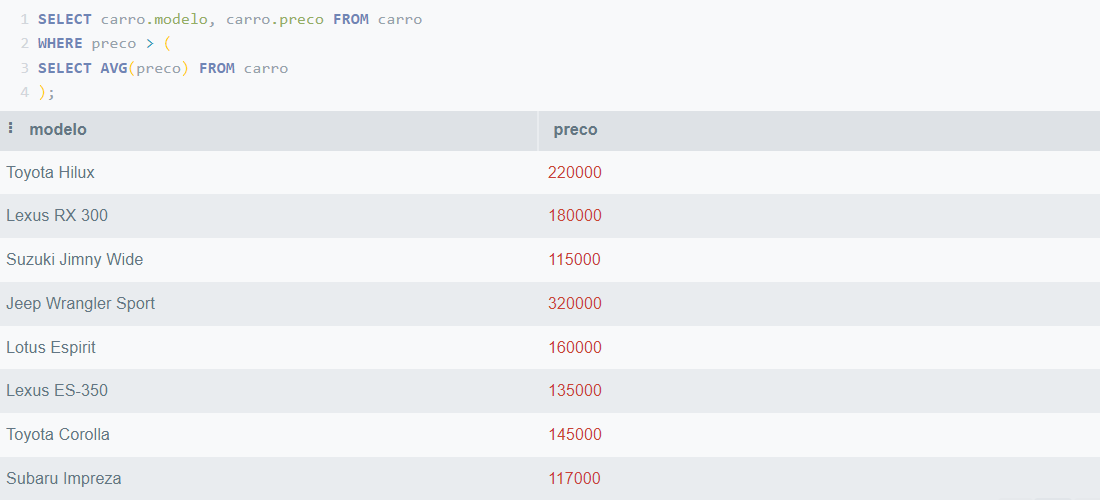 1 SELECT carro.modelo, carro.preco FROM carro
2 WHERE preco > (
3 SELECT AVG(preco) FROM carro
4 );
modelo preco
Toyota Hilux 220000
Lexus RX 300 180000
Suzuki Jimny Wide 115000
Jeep Wrangler Sport 320000
Lotus Espirit 160000
Lexus ES-350 135000
Toyota Corolla 145000
Subaru Impreza 117000